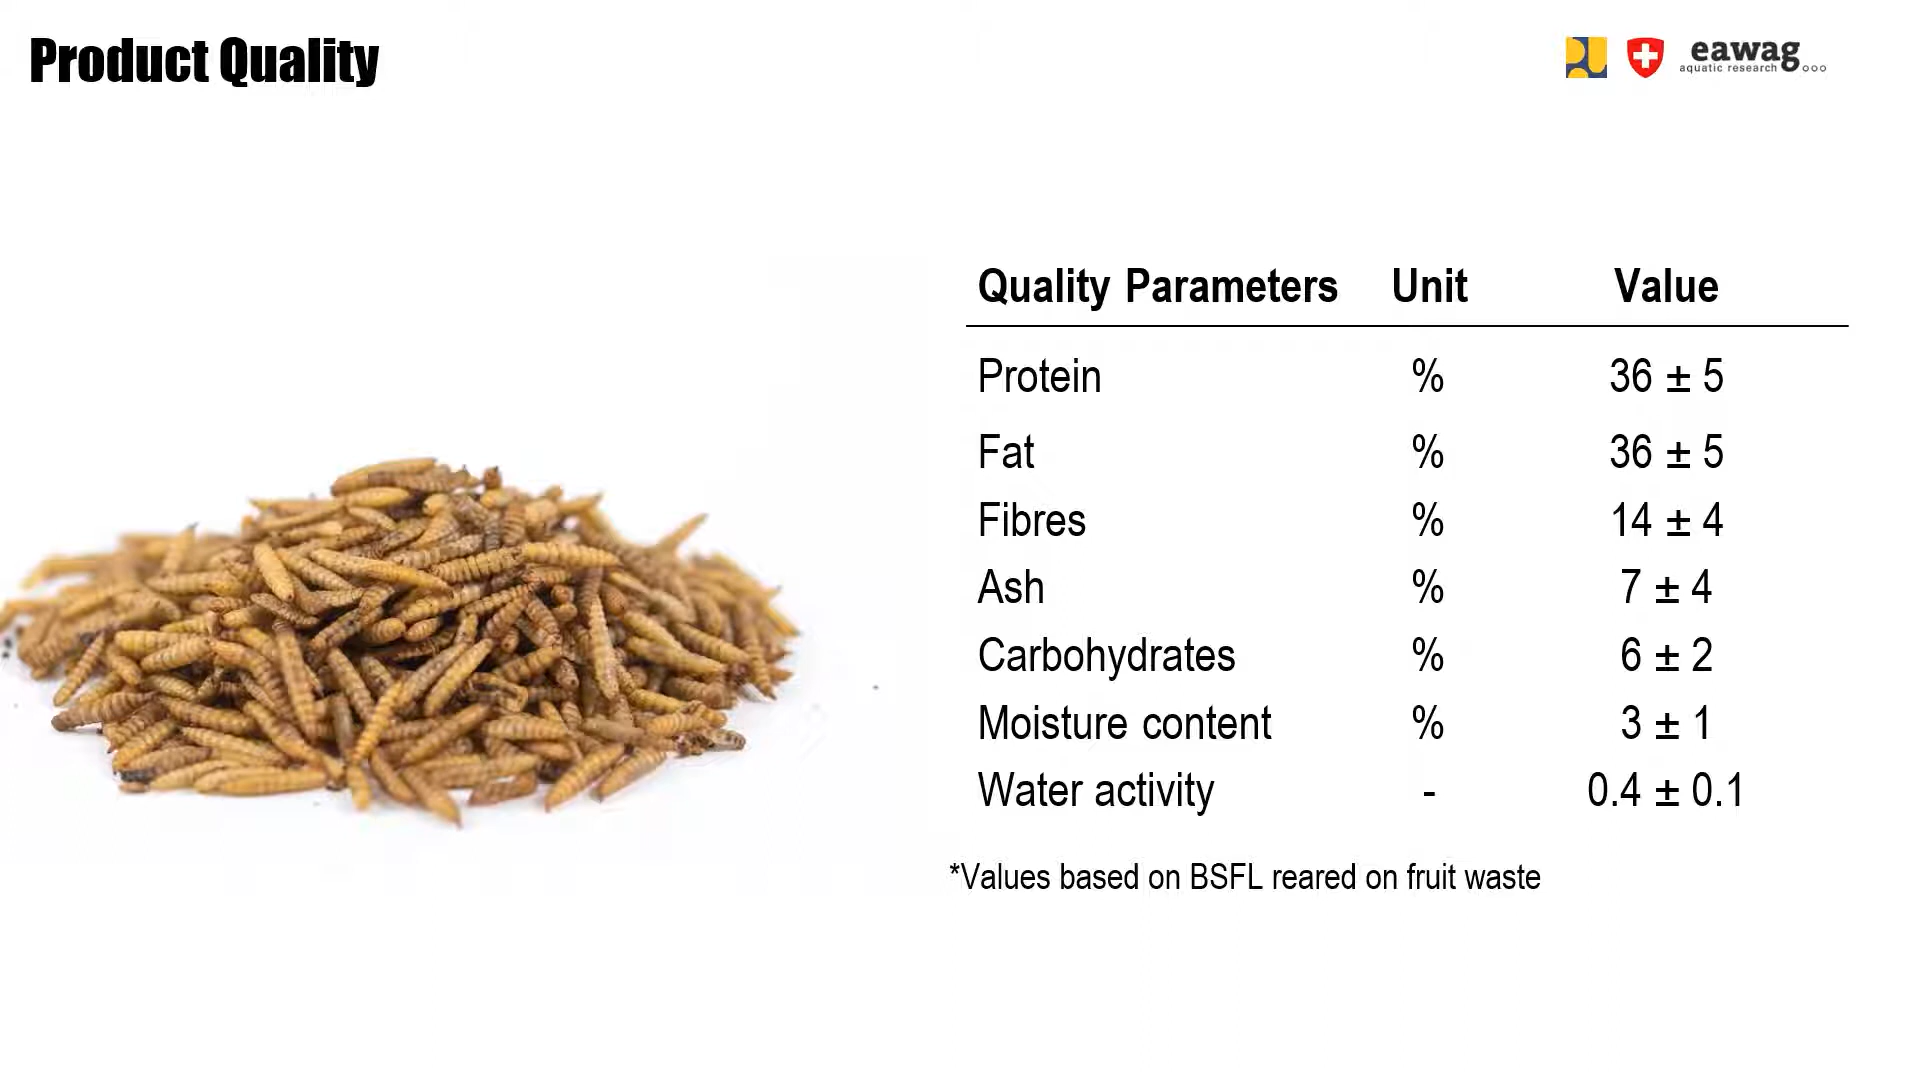 Product Quality
eawag
aquatic research
Quality Parameters Unit Value
Protein % 36 ± 5
Fat % 36 ± 5
Fibres % 14 ± 4
Ash % 7 ± 4
Carbohydrates % 6 ± 2
Moisture content % 3 ± 1
Water activity - 0.4 ± 0.1
*Values based on BSFL reared on fruit waste